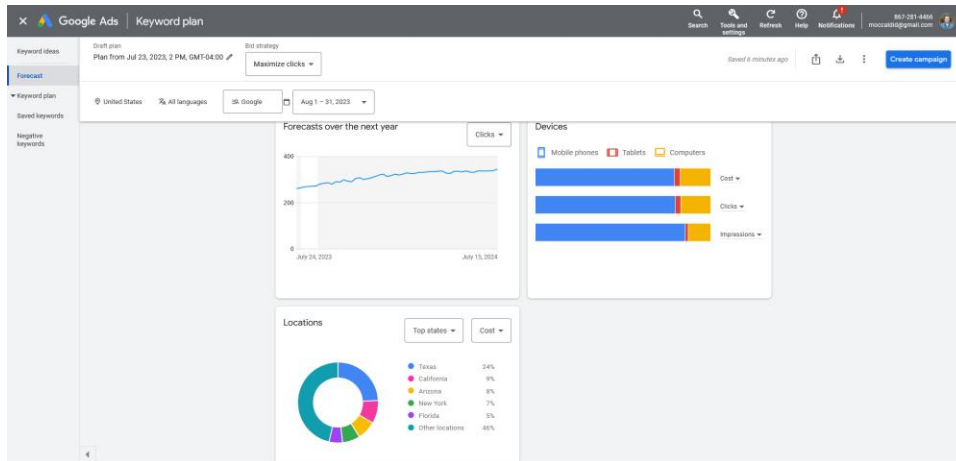 Google Ads | Keyword plan
Search
Tools and settings
Refresh
Help
Notifications
867-281-4466
moccaldi0@gmail.com
Keyword ideas
Forecast
Keyword plan
Saved keywords
Negative keywords
Draft plan
Plan from Jul 23, 2023, 2 PM, GMT-04:00
Bid strategy
Maximize clicks
Saved 6 minutes ago
Create campaign
United States
All languages
Google
Aug 1 – 31, 2023
Forecasts over the next year
Clicks
400
200
0
July 24, 2023
July 15, 2024
Devices
Mobile phones
Tablets
Computers
Cost
Clicks
Impressions
Locations
Top states
Cost
Texas 24%
California 9%
Arizona 8%
New York 7%
Florida 5%
Other locations 46%